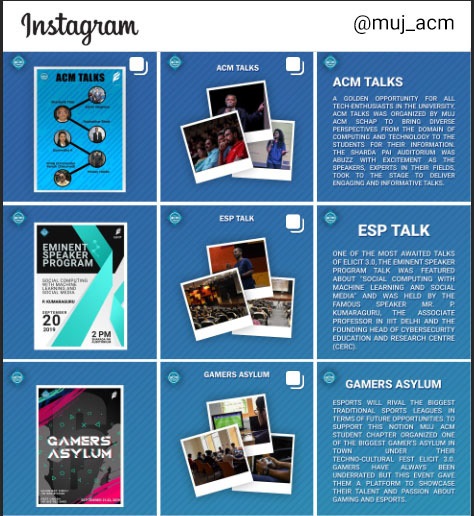 Instagram
@muj_acm
ACM TALKS
ACM TALKS
ACM TALKS
A GOLDEN OPPORTUNITY FOR ALL
TECH ENTHUSIASTS IN THE UNIVERSITY,
ACM TALKS WAS ORGANIZED BY MUJ
ACM SCHAP TO BRING DIVERSE
PERSPECTIVES FROM THE DOMAIN OF
COMPUTING AND TECHNOLOGY TO THE
STUDENTS FOR THEIR INFORMATION.
THE SHARDA PAI AUDITORIUM WAS
ABUZZ WITH EXCITEMENT AS THE
SPEAKERS, EXPERTS IN THEIR FIELDS,
TOOK TO THE STAGE TO DELIVER
ENGAGING AND INFORMATIVE TALKS.
EMINENT
SPEAKER
PROGRAM
SOCIAL COMPUTING
WITH MACHINE
LEARNING AND
SOCIAL MEDIA
P. KUMARAGURU
SEPTEMBER
20
2019
2 PM
ESP TALK
ESP TALK
ONE OF THE MOST AWAITED TALKS
OF ELICIT 3.0, THE EMINENT SPEAKER
PROGRAM TALK WAS FEATURED
ABOUT "SOCIAL COMPUTING WITH
MACHINE LEARNING AND SOCIAL
MEDIA" AND WAS HELD BY THE
FAMOUS SPEAKER MR. P
KUMARAGURU, THE ASSOCIATE
PROFESSOR IN IIIT DELHI AND THE
FOUNDING HEAD OF CYBERSECURITY
EDUCATION AND RESEARCH CENTRE
(CERC).
GAMERS
ASYLUM
GAMERS ASYLUM
GAMERS ASYLUM
ESPORTS WILL RIVAL THE BIGGEST
TRADITIONAL SPORTS LEAGUES IN
TERMS OF FUTURE OPPORTUNITIES. TO
SUPPORT THIS NOTION MUJ ACM
STUDENT CHAPTER ORGANIZED ONE
OF THE BIGGEST GAMER'S ASYLUM IN
TOWN UNDER THEIR
TECHNO-CULTURAL FEST ELICIT 3.0.
GAMERS HAVE ALWAYS BEEN
UNDERRATED BUT THIS EVENT GAVE
THEM A PLATFORM TO SHOWCASE
THEIR TALENT AND PASSION ABOUT
GAMING AND ESPORTS.